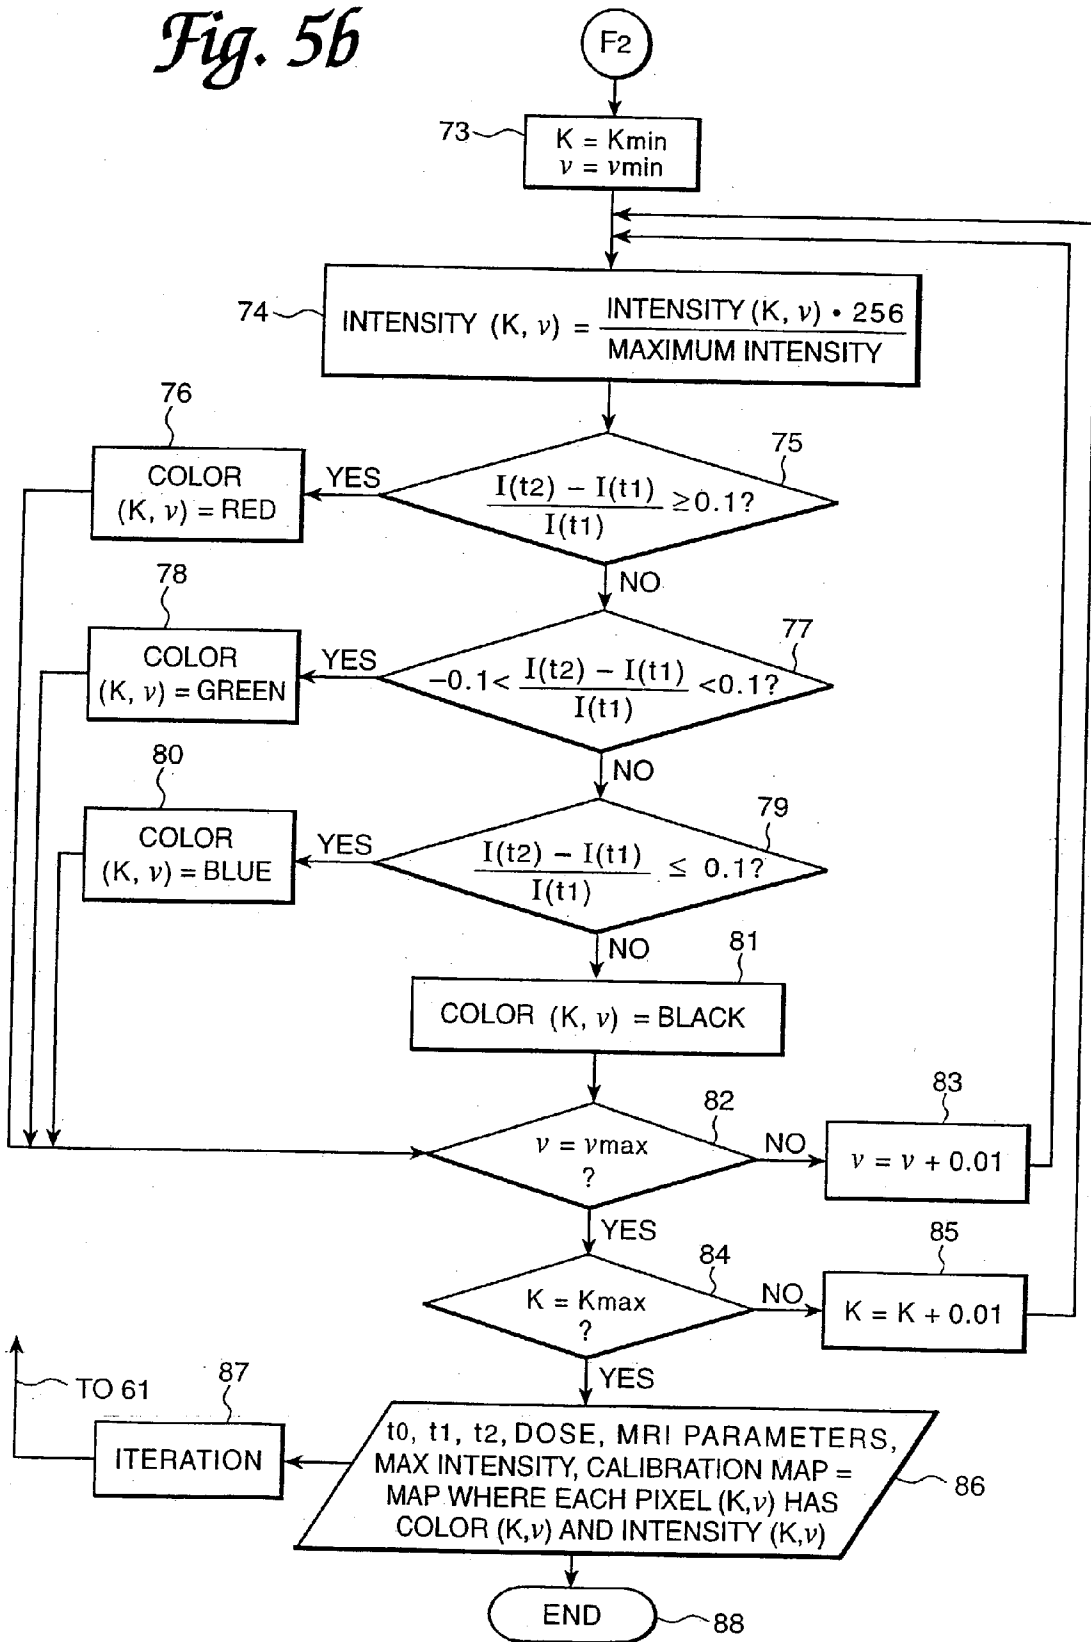 Fig. 5b
F2
73
K = Kmin
ν = νmin
74
INTENSITY (K, ν) = INTENSITY (K, ν) • 256 / MAXIMUM INTENSITY
75
I(t2) − I(t1) / I(t1) ≥ 0.1?
YES
76
COLOR
(K, ν) = RED
NO
77
−0.1 < I(t2) − I(t1) / I(t1) < 0.1?
YES
78
COLOR
(K, ν) = GREEN
NO
79
I(t2) − I(t1) / I(t1) ≤ 0.1?
YES
80
COLOR
(K, ν) = BLUE
NO
81
COLOR (K, ν) = BLACK
82
ν = νmax
?
NO
83
ν = ν + 0.01
YES
84
K = Kmax
?
NO
85
K = K + 0.01
YES
86
t0, t1, t2, DOSE, MRI PARAMETERS,
MAX INTENSITY, CALIBRATION MAP =
MAP WHERE EACH PIXEL (K,ν) HAS
COLOR (K,ν) AND INTENSITY (K,ν)
87
ITERATION
TO 61
END
88